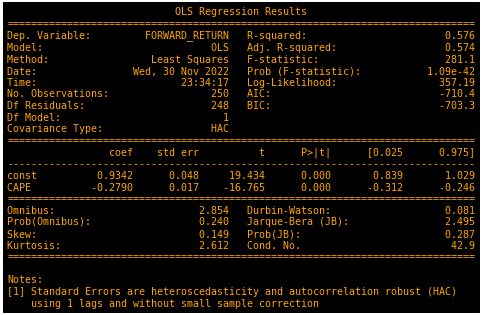 OLS Regression Results
==============================================================================
Dep. Variable: FORWARD_RETURN R-squared: 0.576
Model: OLS Adj. R-squared: 0.574
Method: Least Squares F-statistic: 281.1
Date: Wed, 30 Nov 2022 Prob (F-statistic): 1.09e-42
Time: 23:34:17 Log-Likelihood: 357.19
No. Observations: 250 AIC: -710.4
Df Residuals: 248 BIC: -703.3
Df Model: 1
Covariance Type: HAC
==============================================================================
coef std err t P>|t| [0.025 0.975]
------------------------------------------------------------------------------
const 0.9342 0.048 19.434 0.000 0.839 1.029
CAPE -0.2790 0.017 -16.765 0.000 -0.312 -0.246
==============================================================================
Omnibus: 2.854 Durbin-Watson: 0.081
Prob(Omnibus): 0.240 Jarque-Bera (JB): 2.495
Skew: 0.149 Prob(JB): 0.287
Kurtosis: 2.612 Cond. No. 42.9
==============================================================================
Notes:
[1] Standard Errors are heteroscedasticity and autocorrelation robust (HAC)
using 1 lags and without small sample correction